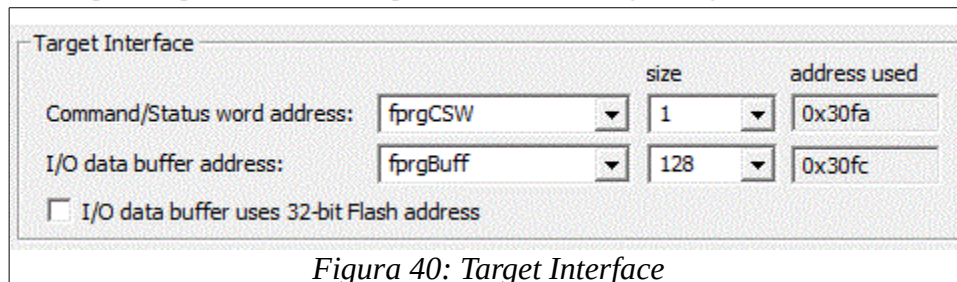 Target Interface
size address used
Command/Status word address: fprgCSW 1 0x30fa
I/O data buffer address: fprgBuff 128 0x30fc
I/O data buffer uses 32-bit Flash address
Figura 40: Target Interface